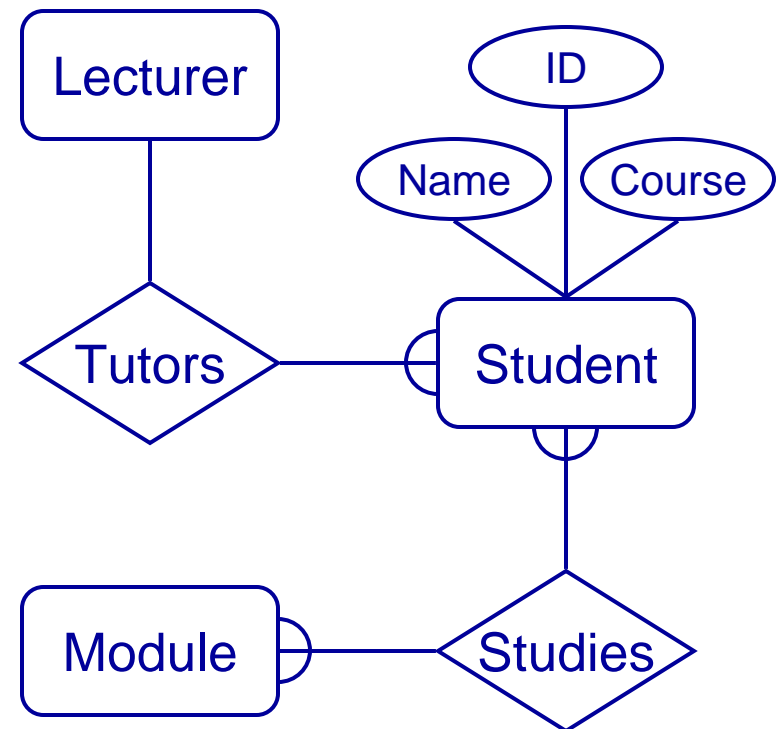 Lecturer
ID
Name
Course
Tutors
Student
Module
Studies